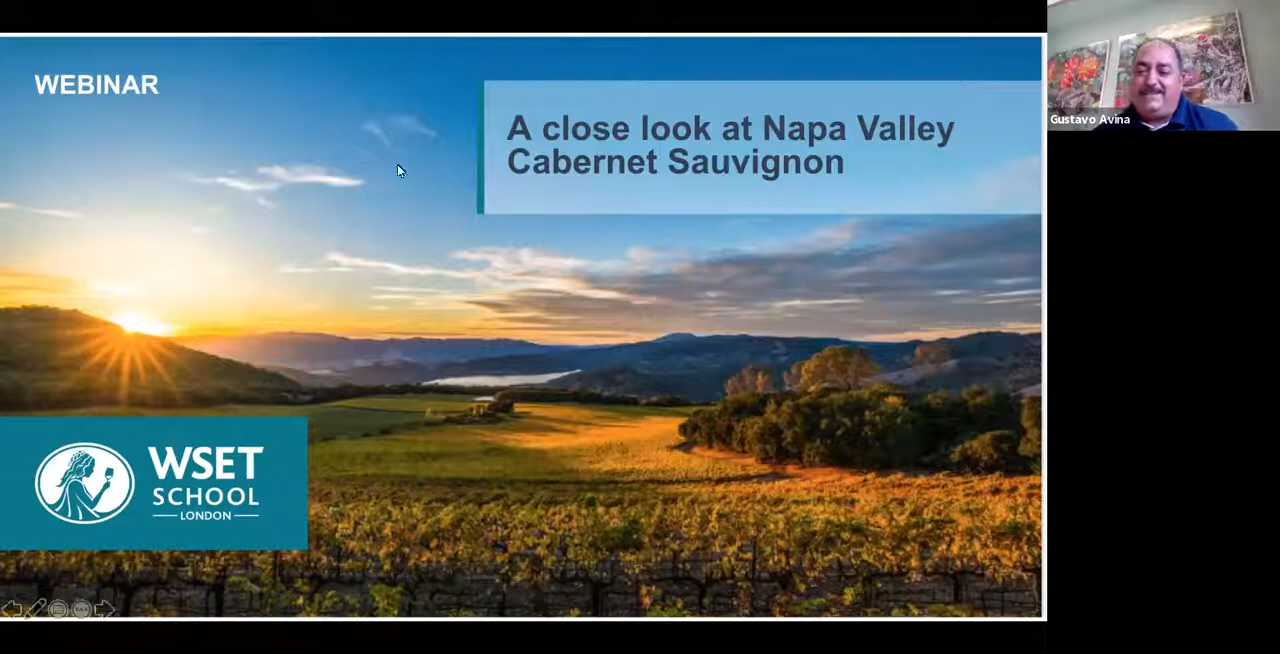 WEBINAR
A close look at Napa Valley
Cabernet Sauvignon
Gustavo Avina
WSET
SCHOOL
LONDON